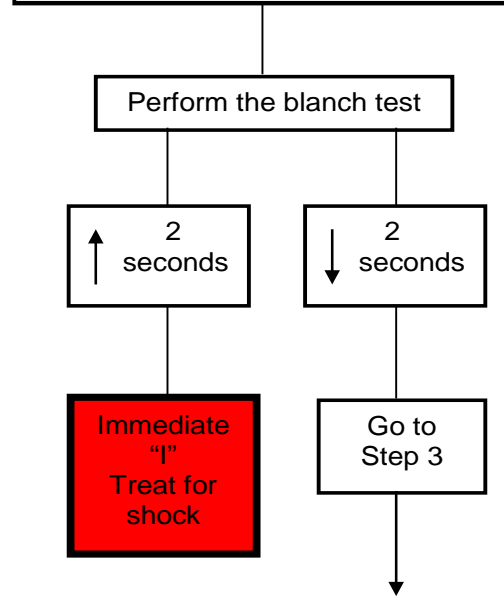 Perform the blanch test
2
seconds
2
seconds
Immediate
“I”
Treat for
shock
Go to
Step 3